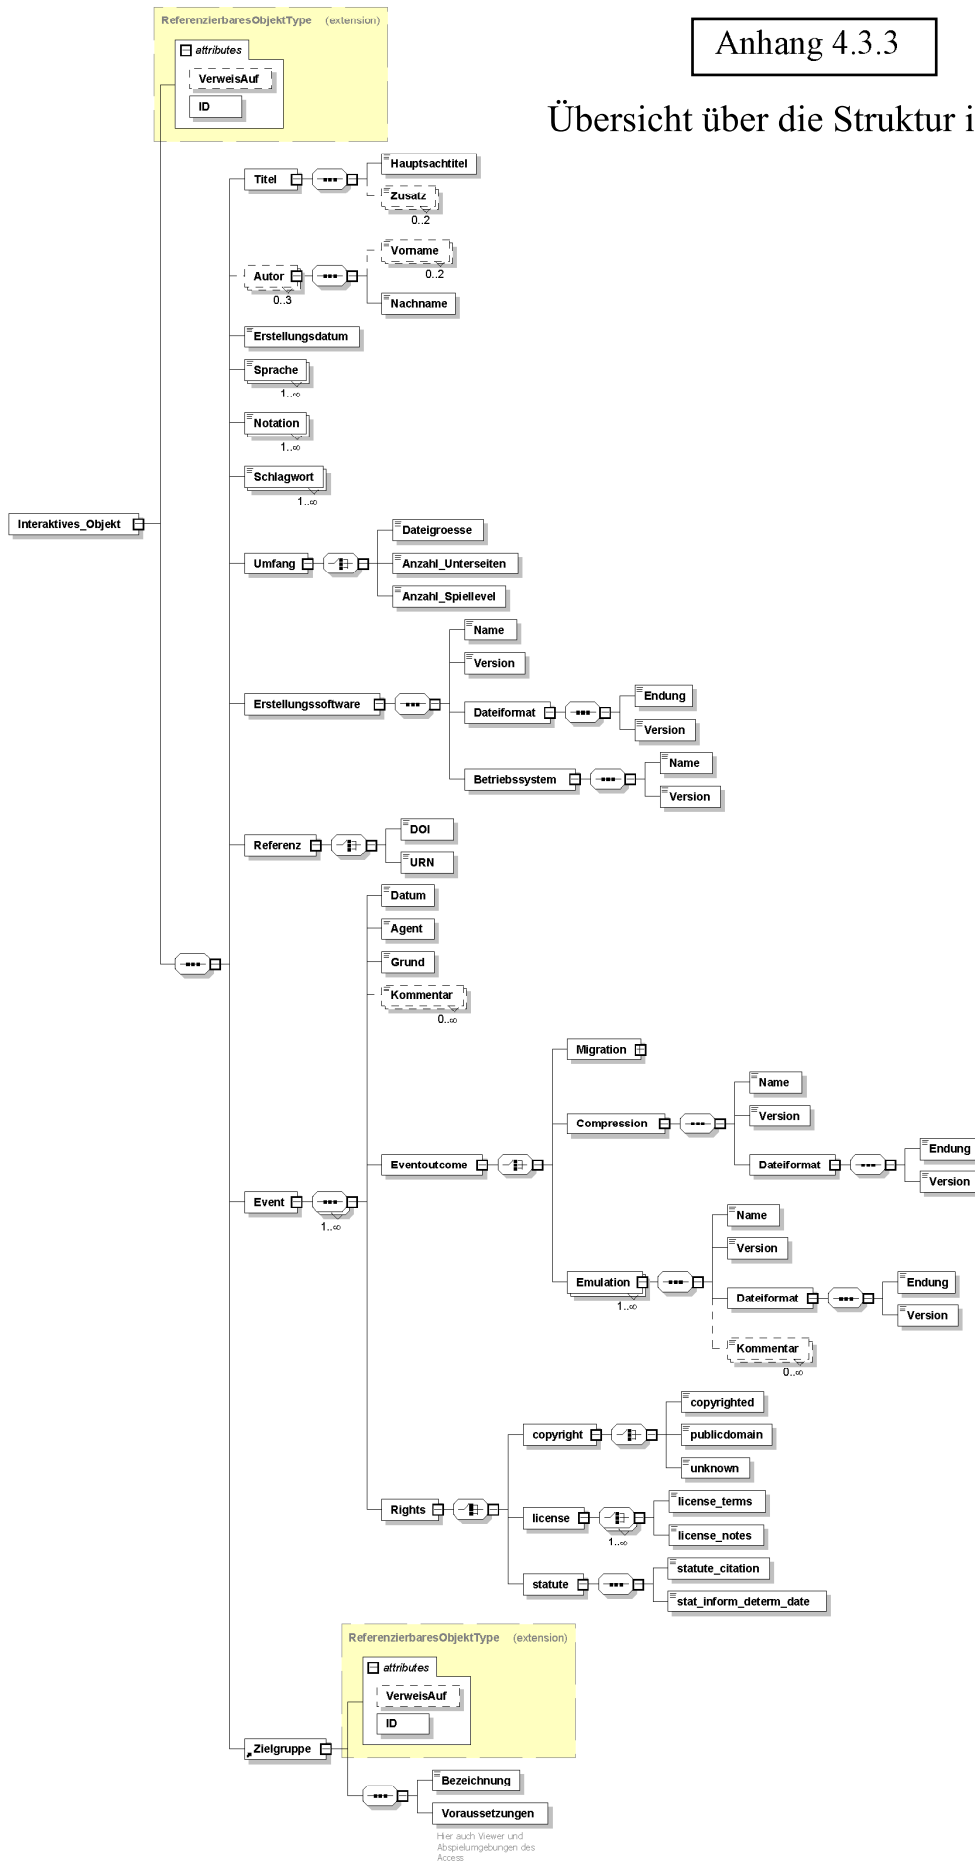 ReferenzierbaresObjektType (extension)
attributes
VerweisAuf
ID
Anhang 4.3.3
Übersicht über die Struktur i
Titel
Hauptsachtitel
Zusatz
0..2
Autor
0..3
Vorname
0..2
Nachname
Erstellungsdatum
Sprache
1..∞
Notation
1..∞
Schlagwort
1..∞
Interaktives_Objekt
Umfang
Dateigroesse
Anzahl_Unterseiten
Anzahl_Spiellevel
Erstellungssoftware
Name
Version
Dateiformat
Endung
Version
Betriebssystem
Name
Version
Referenz
DOI
URN
Event
1..∞
Datum
Agent
Grund
Kommentar
0..∞
Eventoutcome
Migration
Compression
Name
Version
Dateiformat
Endung
Version
Emulation
1..∞
Name
Version
Dateiformat
Endung
Version
Kommentar
0..∞
Rights
copyright
copyrighted
publicdomain
unknown
license
1..∞
license_terms
license_notes
statute
statute_citation
stat_inform_determ_date
ReferenzierbaresObjektType (extension)
attributes
VerweisAuf
ID
Zielgruppe
Bezeichnung
Voraussetzungen
Hier auch Viewer und
Abspielumgebungen des
Access